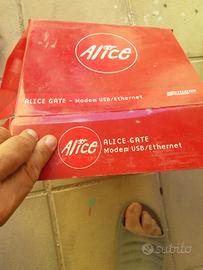 Alice
ALICE GATE - Modem USB/Ethernet
Alice
ALICE GATE
Modem USB/Ethernet
subito